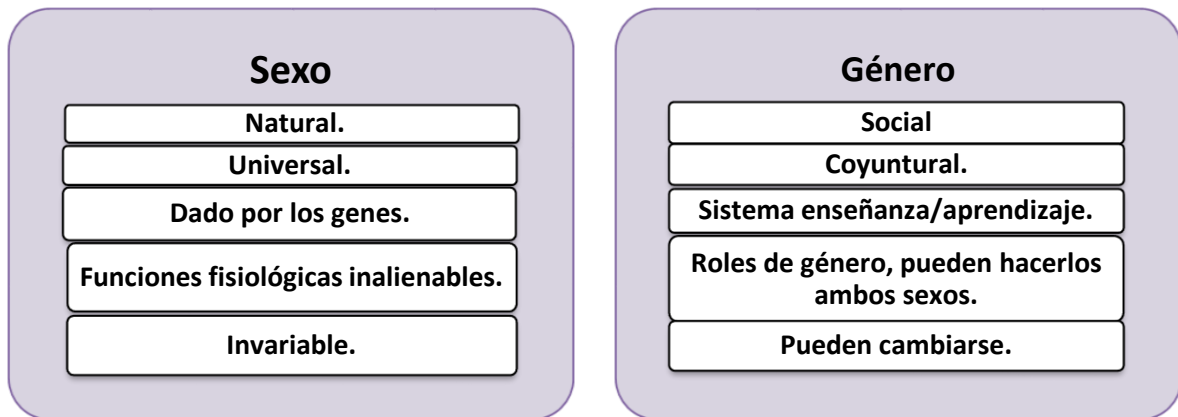 Sexo
Natural.
Universal.
Dado por los genes.
Funciones fisiológicas inalienables.
Invariable.
Género
Social
Coyuntural.
Sistema enseñanza/aprendizaje.
Roles de género, pueden hacerlos
ambos sexos.
Pueden cambiarse.